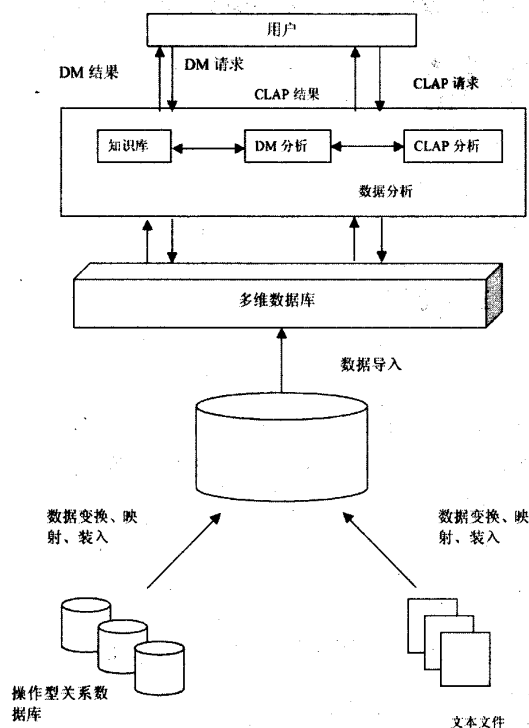 用户
DM 结果
DM 请求
CLAP 结果
CLAP 请求
知识库
DM 分析
CLAP 分析
数据分析
多维数据库
数据导入
数据变换、映
射、装入
数据变换、映
射、装入
操作型关系数
据库
文本文件